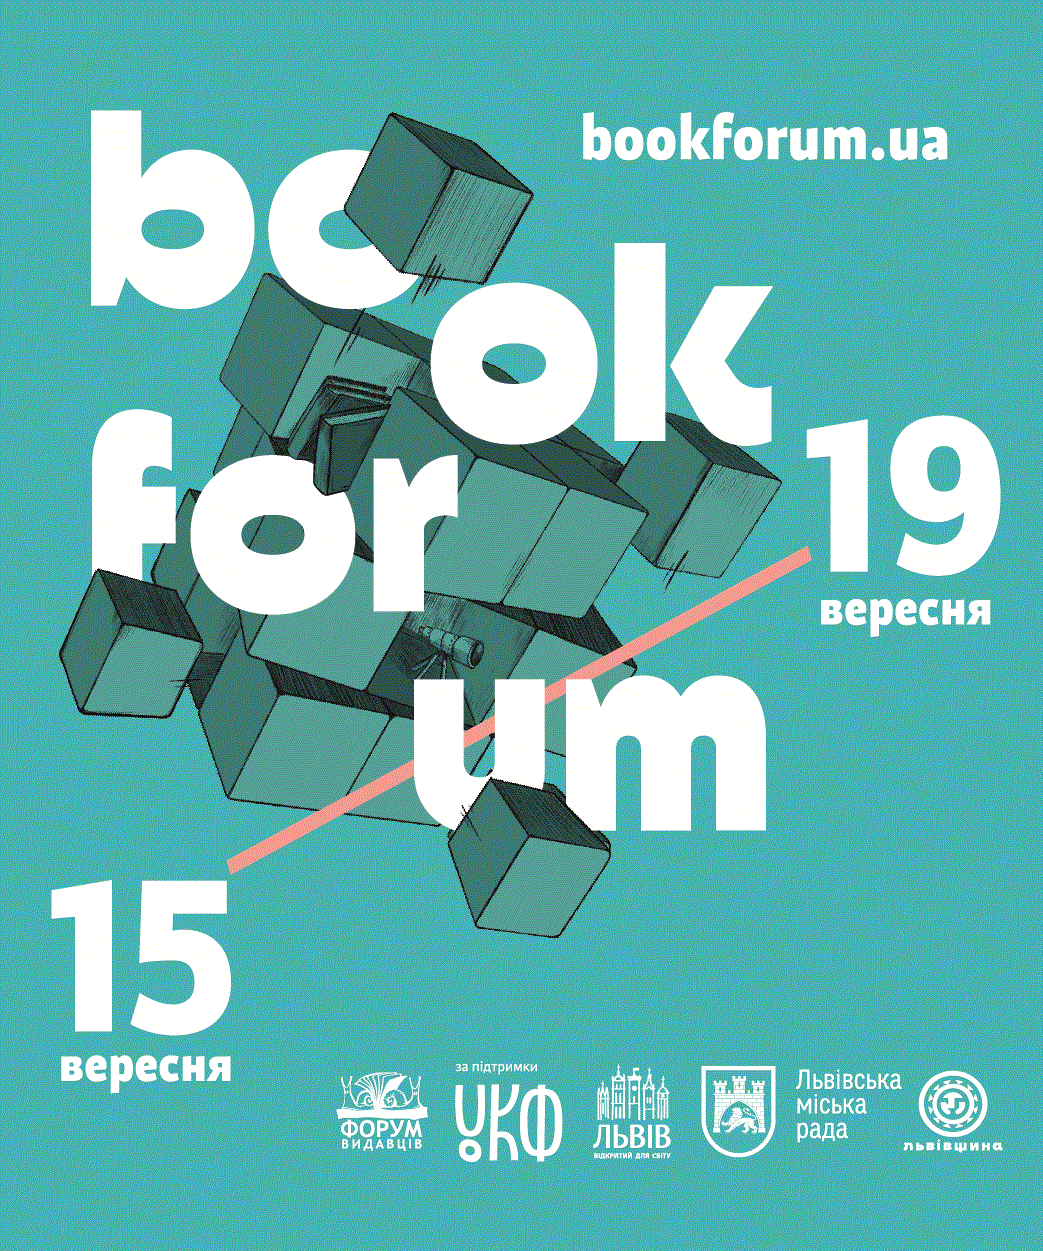 bookforum.ua
bo
ok
for
um
19
вересня
15
вересня
ФОРУМ
ВИДАВЦІВ
за підтримки
УКФ
ЛЬВІВ
ВІДКРИТИЙ ДЛЯ СВІТУ
Львівська
міська
рада
львівщина